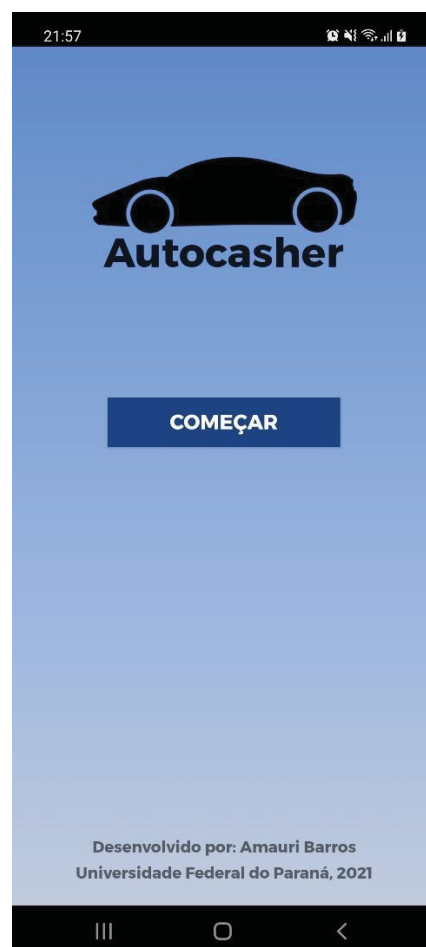 21:57
Autocasher
COMEÇAR
Desenvolvido por: Amauri Barros
Universidade Federal do Paraná, 2021